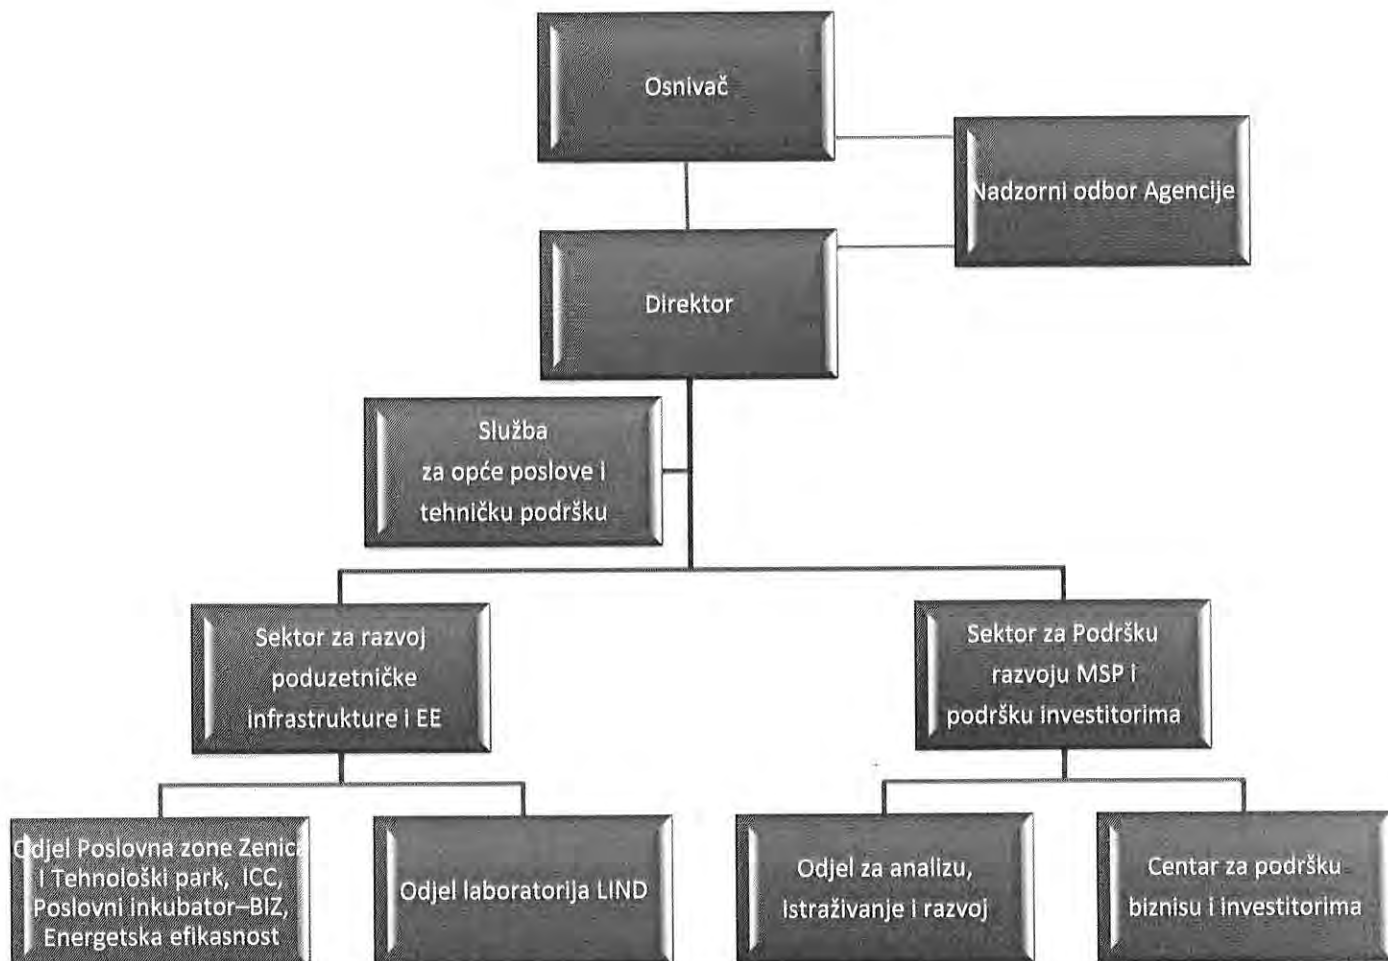 Osnivač
Nadzorni odbor Agencije
Direktor
Služba
za opće poslove i
tehničku podršku
Sektor za razvoj
poduzetničke
infrastrukture i EE
Sektor za Podršku
razvoju MSP i
podršku investitorima
Odjel Poslovna zone Zenica
I Tehnološki park, ICC,
Poslovni inkubator–BIZ,
Energetska efikasnost
Odjel laboratorija LIND
Odjel za analizu,
istraživanje i razvoj
Centar za podršku
biznisu i investitorima